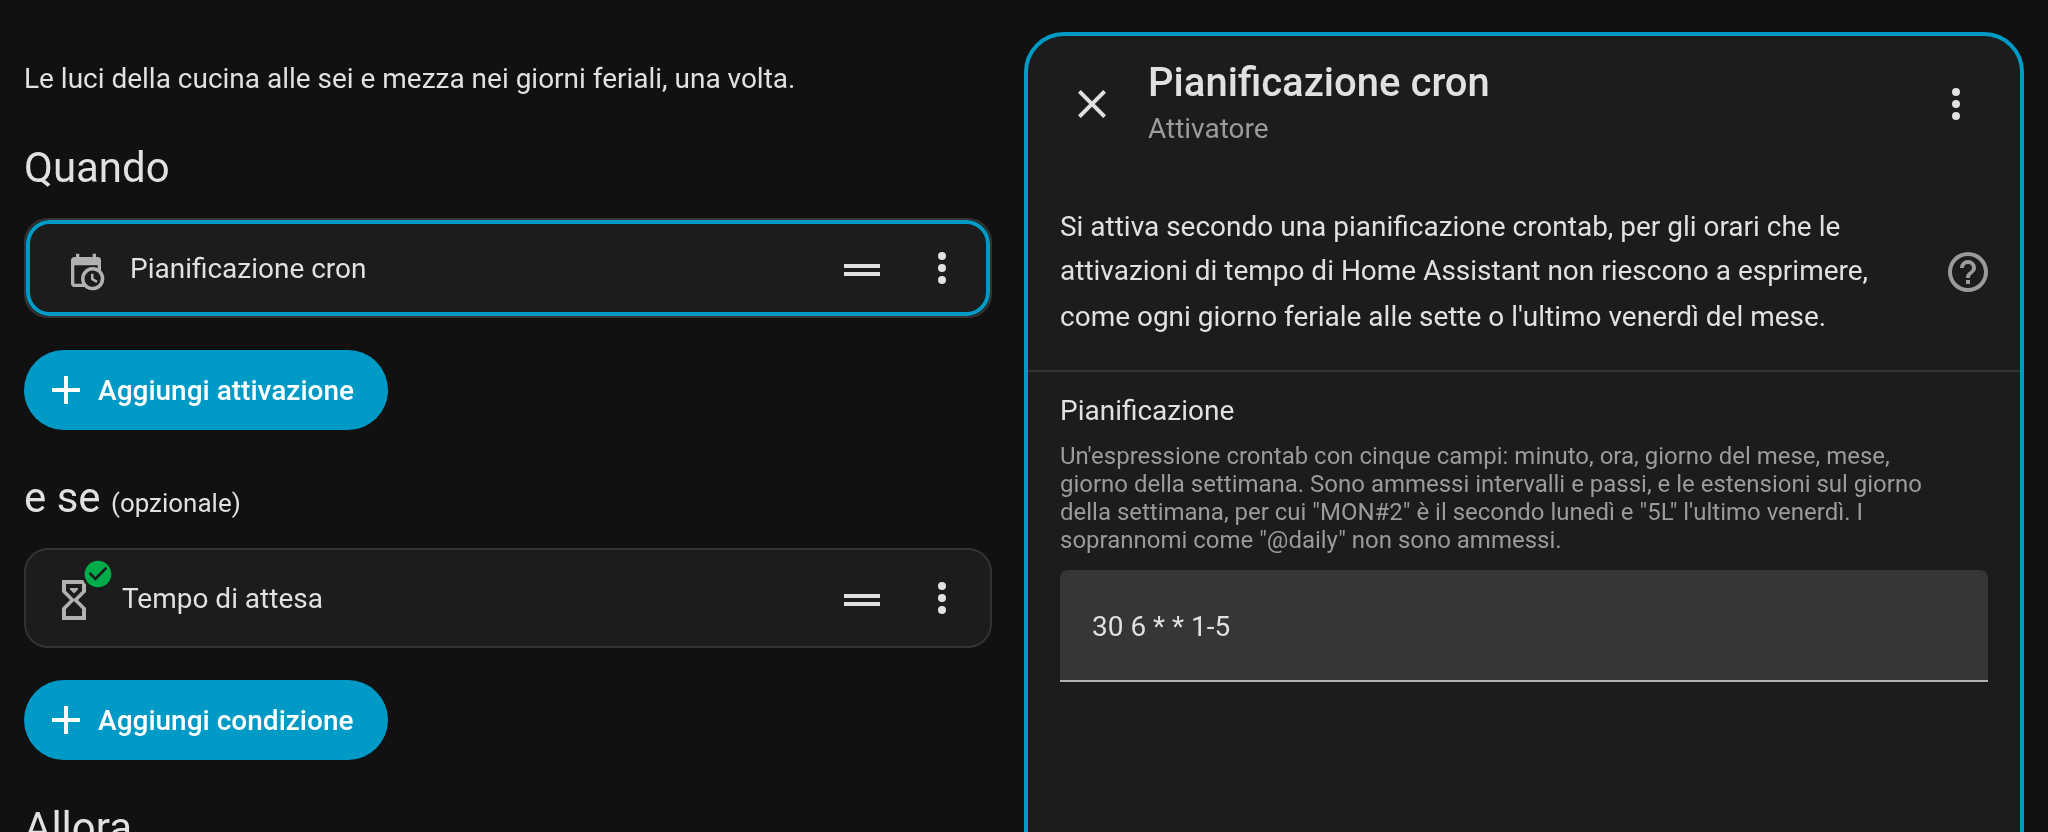 Le luci della cucina alle sei e mezza nei giorni feriali, una volta.
Quando
Pianificazione cron
Aggiungi attivazione
e se (opzionale)
Tempo di attesa
Aggiungi condizione
Allora
Pianificazione cron
Attivatore
Si attiva secondo una pianificazione crontab, per gli orari che le
attivazioni di tempo di Home Assistant non riescono a esprimere,
come ogni giorno feriale alle sette o l'ultimo venerdì del mese.
Pianificazione
Un'espressione crontab con cinque campi: minuto, ora, giorno del mese, mese,
giorno della settimana. Sono ammessi intervalli e passi, e le estensioni sul giorno
della settimana, per cui "MON#2" è il secondo lunedì e "5L" l'ultimo venerdì. I
soprannomi come "@daily" non sono ammessi.
30 6 * * 1-5